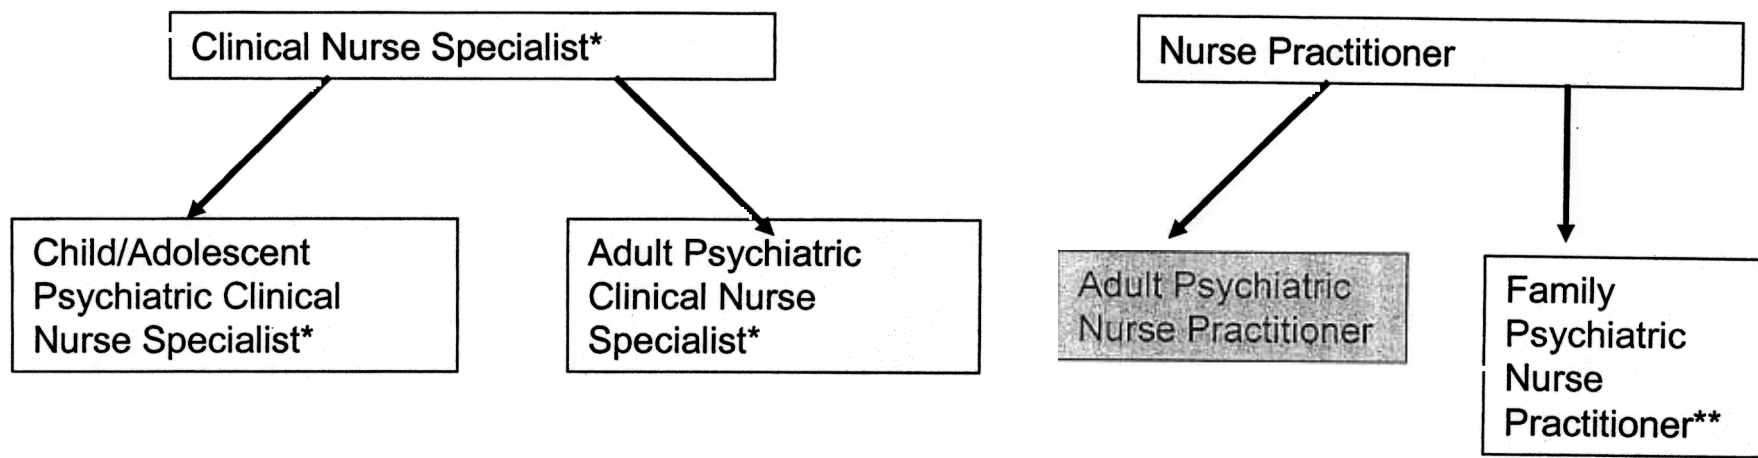 Clinical Nurse Specialist*
Nurse Practitioner
Child/Adolescent
Psychiatric Clinical
Nurse Specialist*
Adult Psychiatric
Clinical Nurse
Specialist*
Adult Psychiatric
Nurse Practitioner
Family
Psychiatric
Nurse
Practitioner**